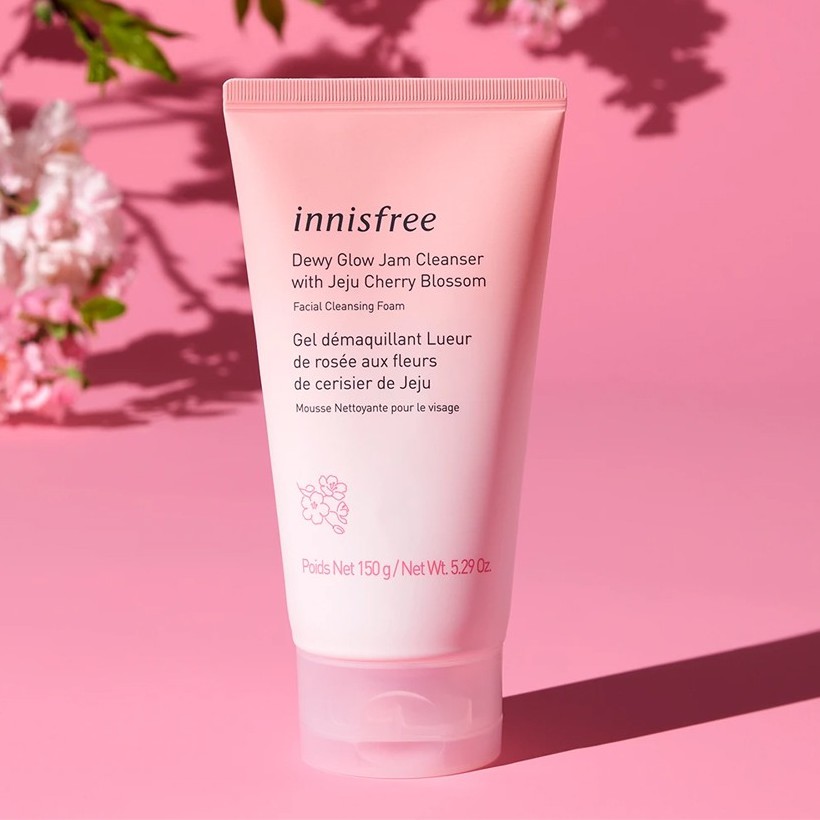 innisfree
Dewy Glow Jam Cleanser
with Jeju Cherry Blossom
Facial Cleansing Foam
Gel démaquillant Lueur
de rosée aux fleurs
de cerisier de Jeju
Mousse Nettoyante pour le visage
Poids Net 150 g / Net Wt. 5.29 Oz.